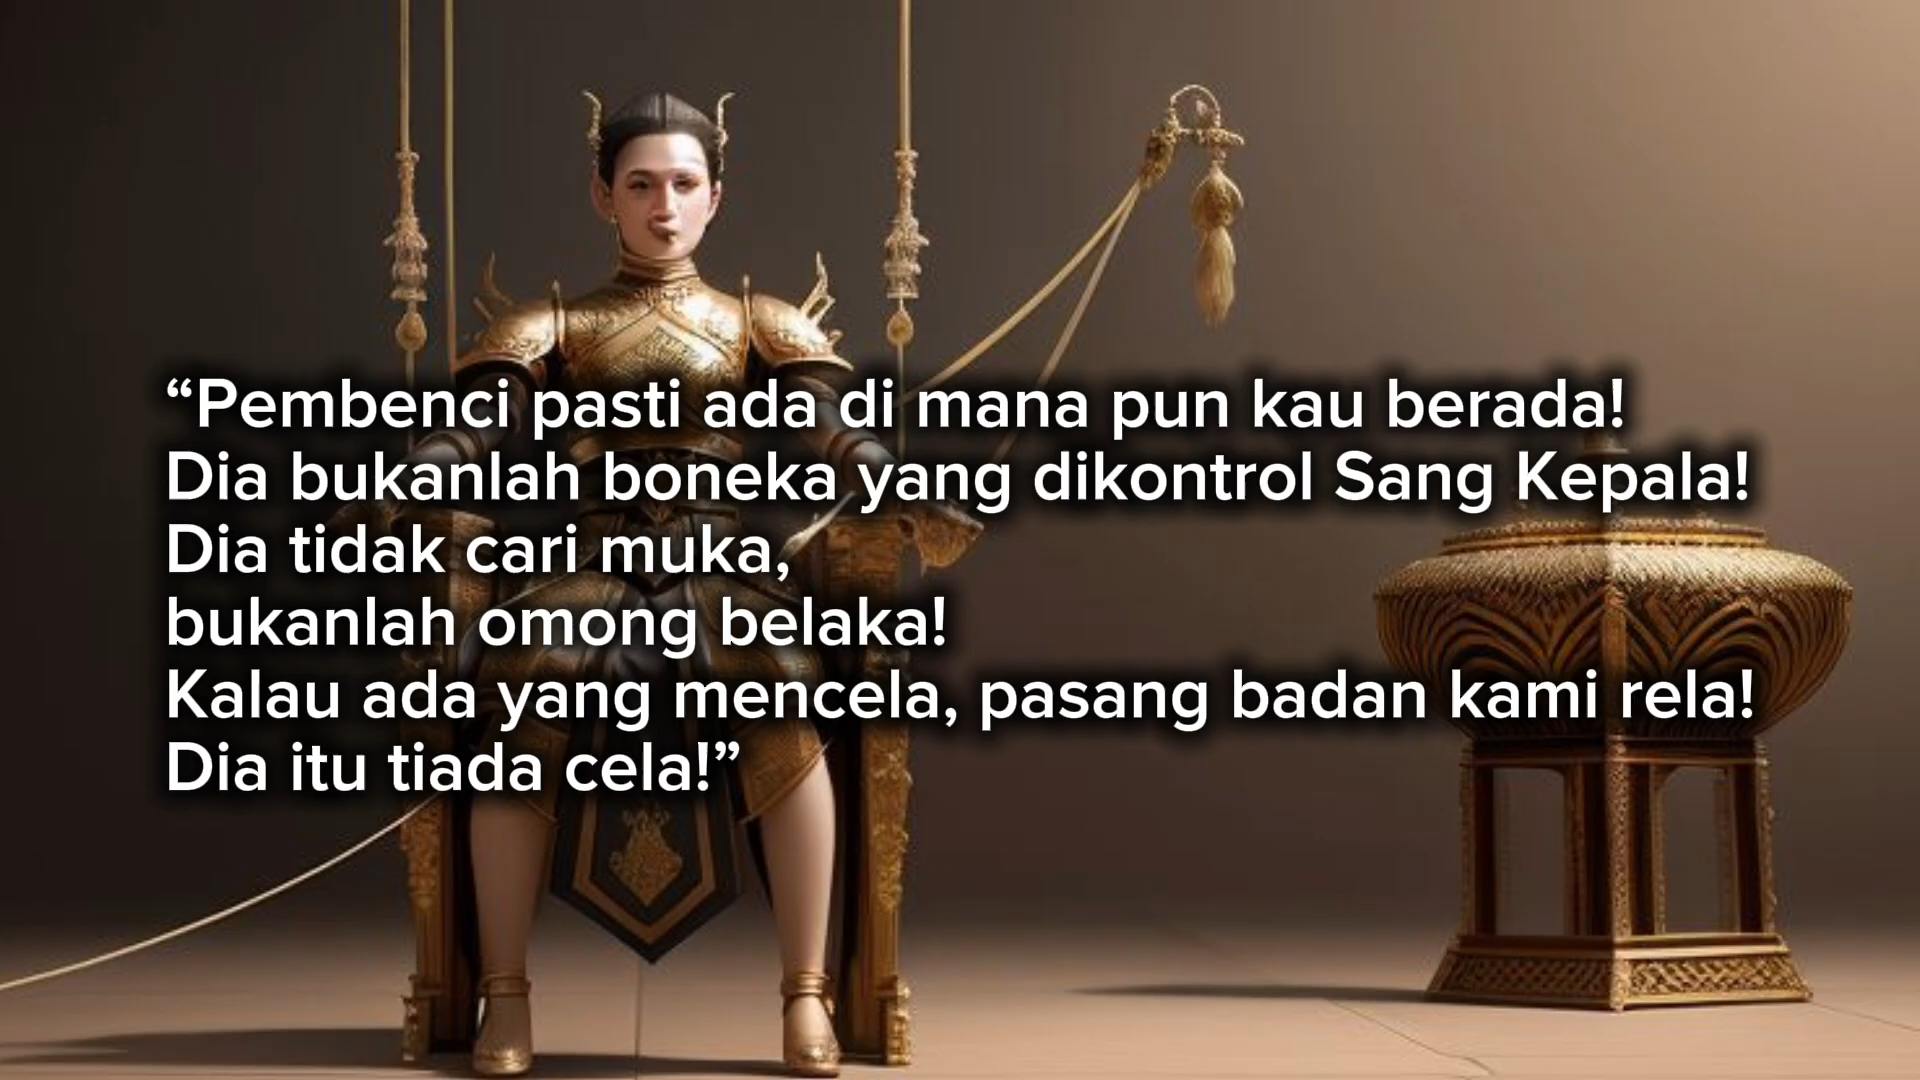 “Pembenci pasti ada di mana pun kau berada!
Dia bukanlah boneka yang dikontrol Sang Kepala!
Dia tidak cari muka,
bukanlah omong belaka!
Kalau ada yang mencela, pasang badan kami rela!
Dia itu tiada cela!”